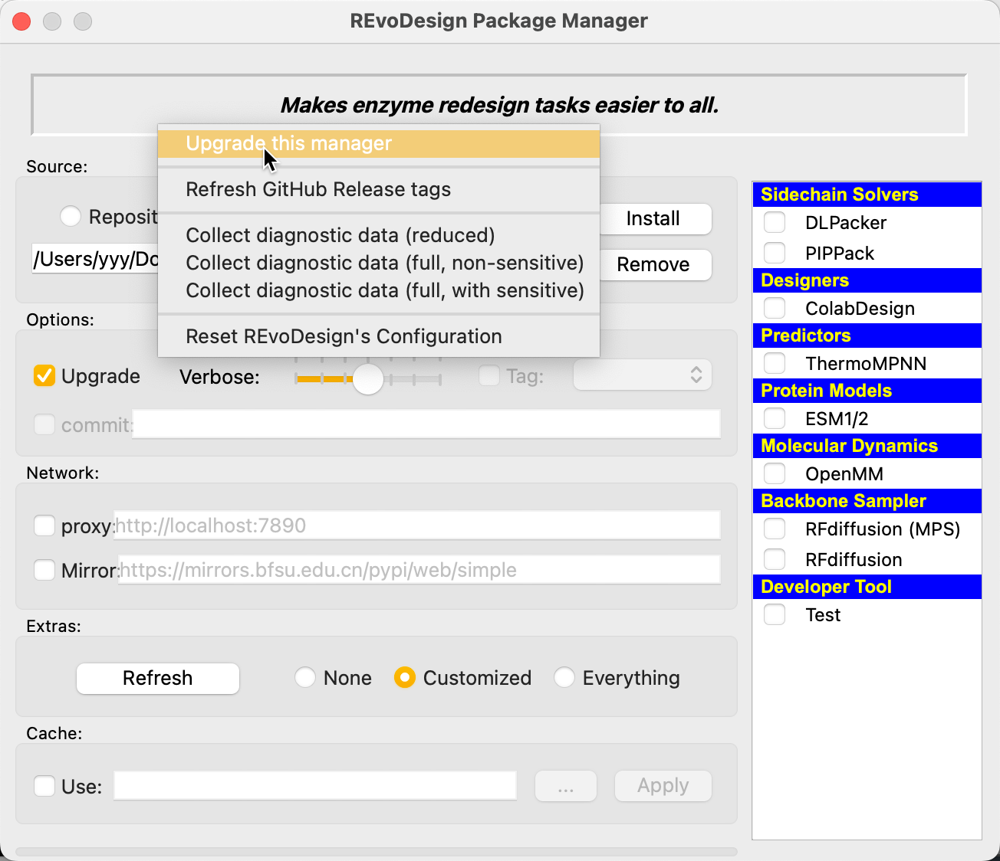 REvoDesign Package Manager
Makes enzyme redesign tasks easier to all.
Upgrade this manager
Refresh GitHub Release tags
Collect diagnostic data (reduced)
Collect diagnostic data (full, non-sensitive)
Collect diagnostic data (full, with sensitive)
Reset REvoDesign's Configuration
Source:
Reposit
Install
/Users/yyy/Do
Remove
Options:
Upgrade Verbose: Tag:
commit:
Network:
proxy: http://localhost:7890
Mirror: https://mirrors.bfsu.edu.cn/pypi/web/simple
Extras:
Refresh None Customized Everything
Cache:
Use: ... Apply
Sidechain Solvers
DLPacker
PIPPack
Designers
ColabDesign
Predictors
ThermoMPNN
Protein Models
ESM1/2
Molecular Dynamics
OpenMM
Backbone Sampler
RFdiffusion (MPS)
RFdiffusion
Developer Tool
Test